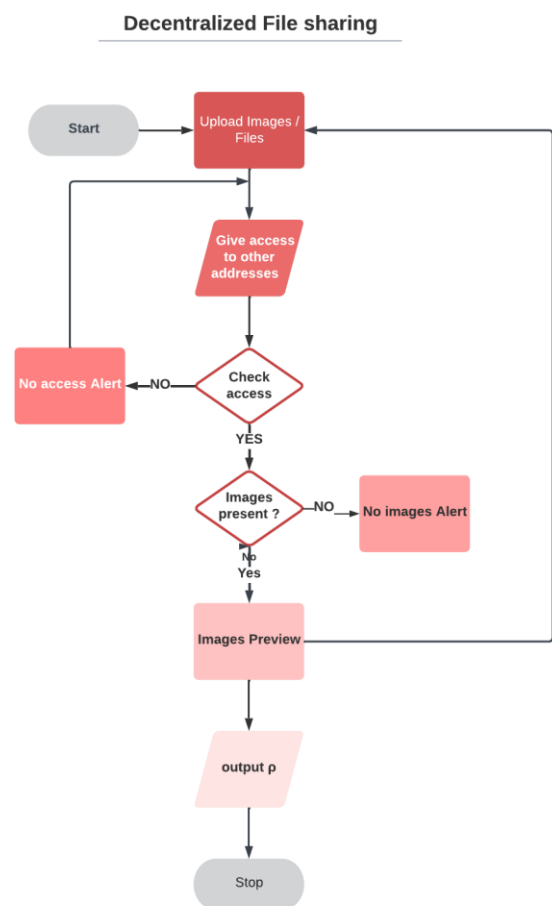 Decentralized File sharing
Start
Upload Images /
Files
Give access
to other
addresses
No access Alert
NO
Check
access
YES
Images
present ?
NO
No images Alert
No
Yes
Images Preview
output ρ
Stop